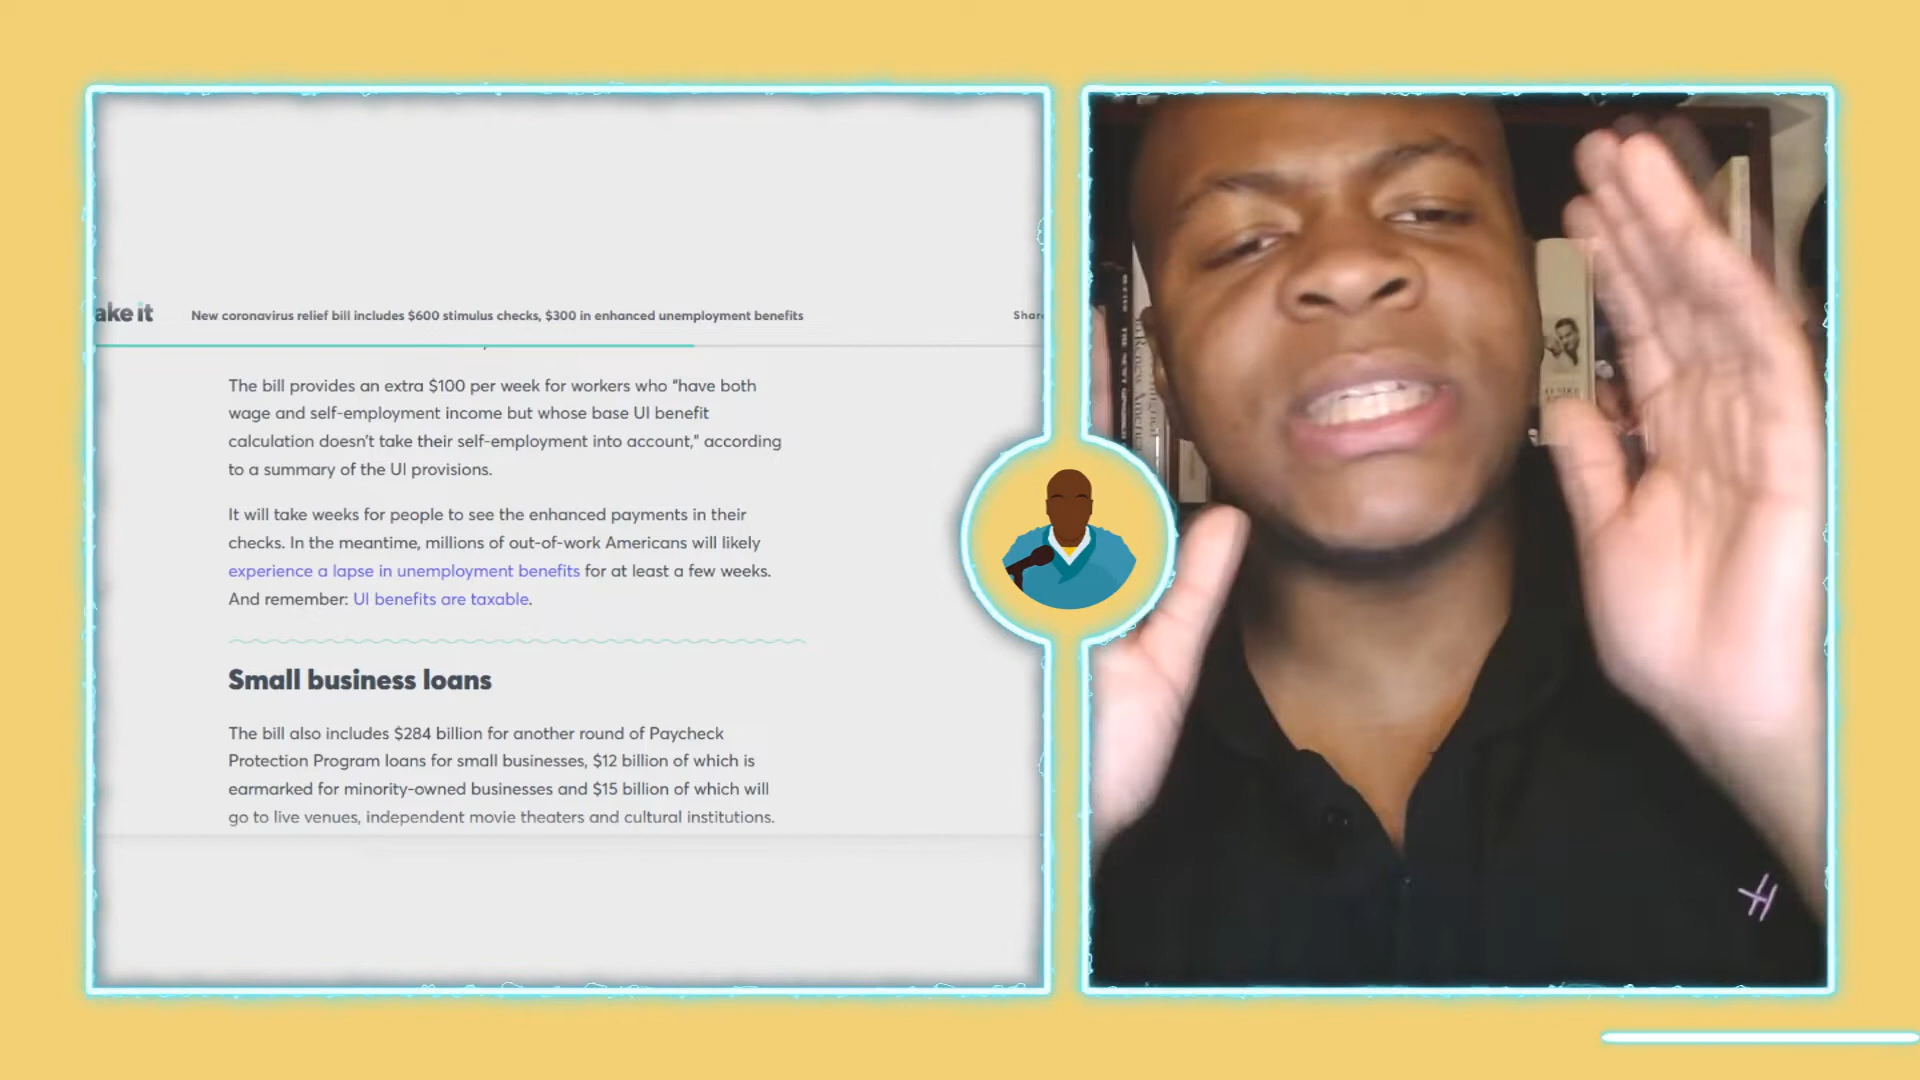 ake it
New coronavirus relief bill includes $600 stimulus checks, $300 in enhanced unemployment benefits
Shar
The bill provides an extra $100 per week for workers who “have both
wage and self-employment income but whose base UI benefit
calculation doesn’t take their self-employment into account,” according
to a summary of the UI provisions.
It will take weeks for people to see the enhanced payments in their
checks. In the meantime, millions of out-of-work Americans will likely
experience a lapse in unemployment benefits for at least a few weeks.
And remember: UI benefits are taxable.
Small business loans
The bill also includes $284 billion for another round of Paycheck
Protection Program loans for small businesses, $12 billion of which is
earmarked for minority-owned businesses and $15 billion of which will
go to live venues, independent movie theaters and cultural institutions.